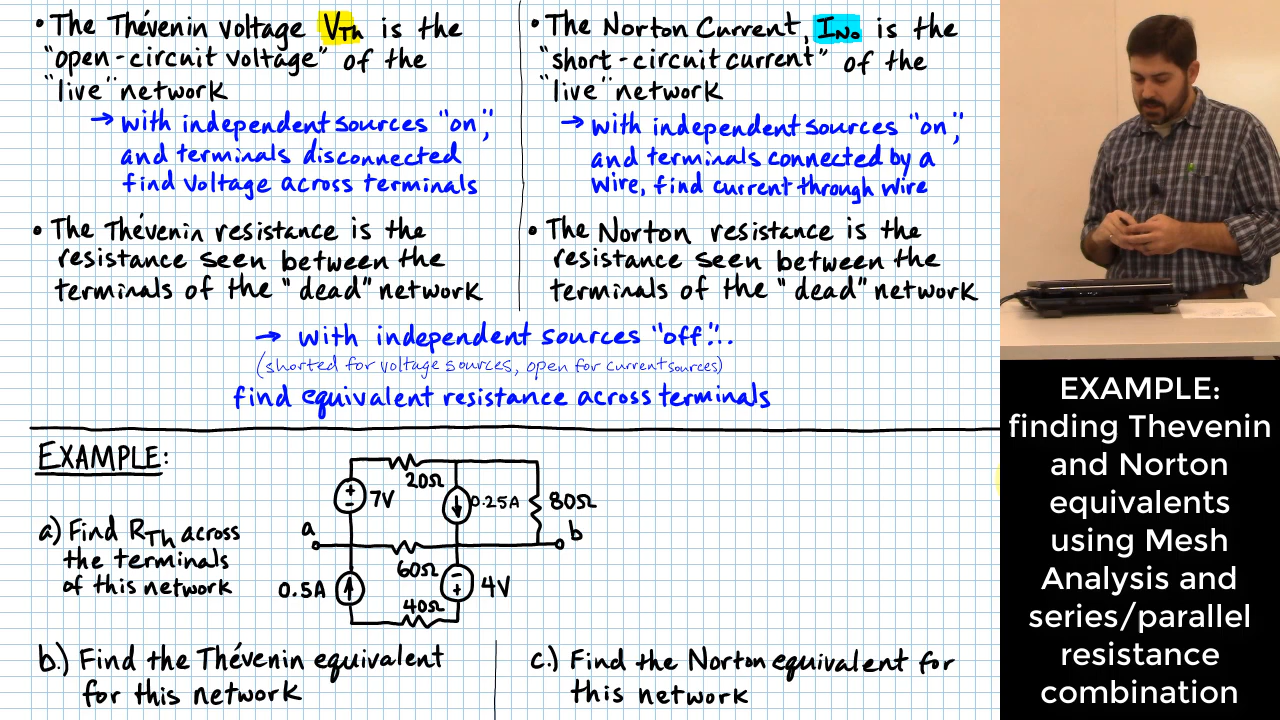 • The Thévenin voltage VTh is the
"open-circuit voltage" of the
"live" network
→ with independent sources "on,"
and terminals disconnected
find voltage across terminals
• The Thévenin resistance is the
resistance seen between the
terminals of the "dead" network
• The Norton Current, INo is the
"short-circuit current" of the
"live" network
→ with independent sources "on,"
and terminals connected by a
wire, find current through wire
• The Norton resistance is the
resistance seen between the
terminals of the "dead" network
→ with independent sources "off"...
(shorted for voltage sources, open for current sources)
find equivalent resistance across terminals
EXAMPLE:
a) Find RTh across
the terminals
of this network
20Ω
+
-
7V
0.25A
80Ω
a
b
60Ω
0.5A
-
+
4V
40Ω
b.) Find the Thévenin equivalent
for this network
c.) Find the Norton equivalent for
this network
EXAMPLE:
finding Thevenin
and Norton
equivalents
using Mesh
Analysis and
series/parallel
resistance
combination